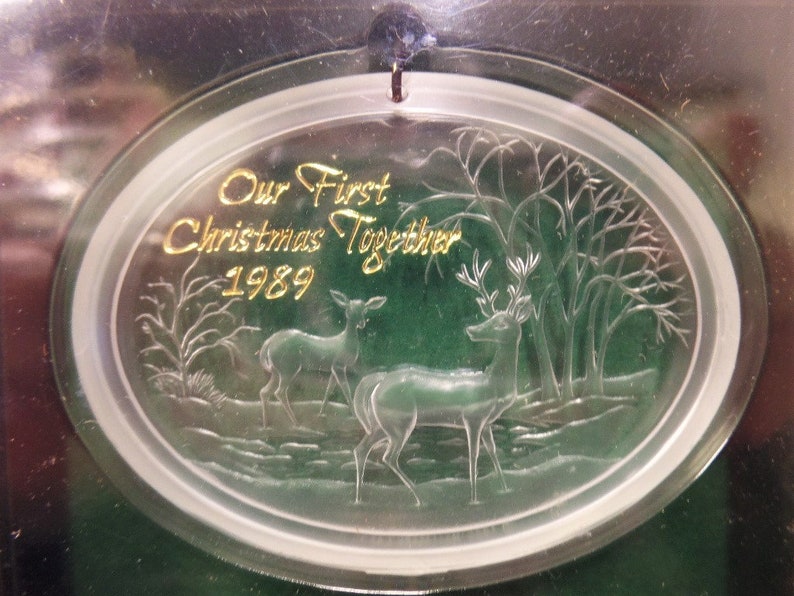 Our First
Christmas Together
1989